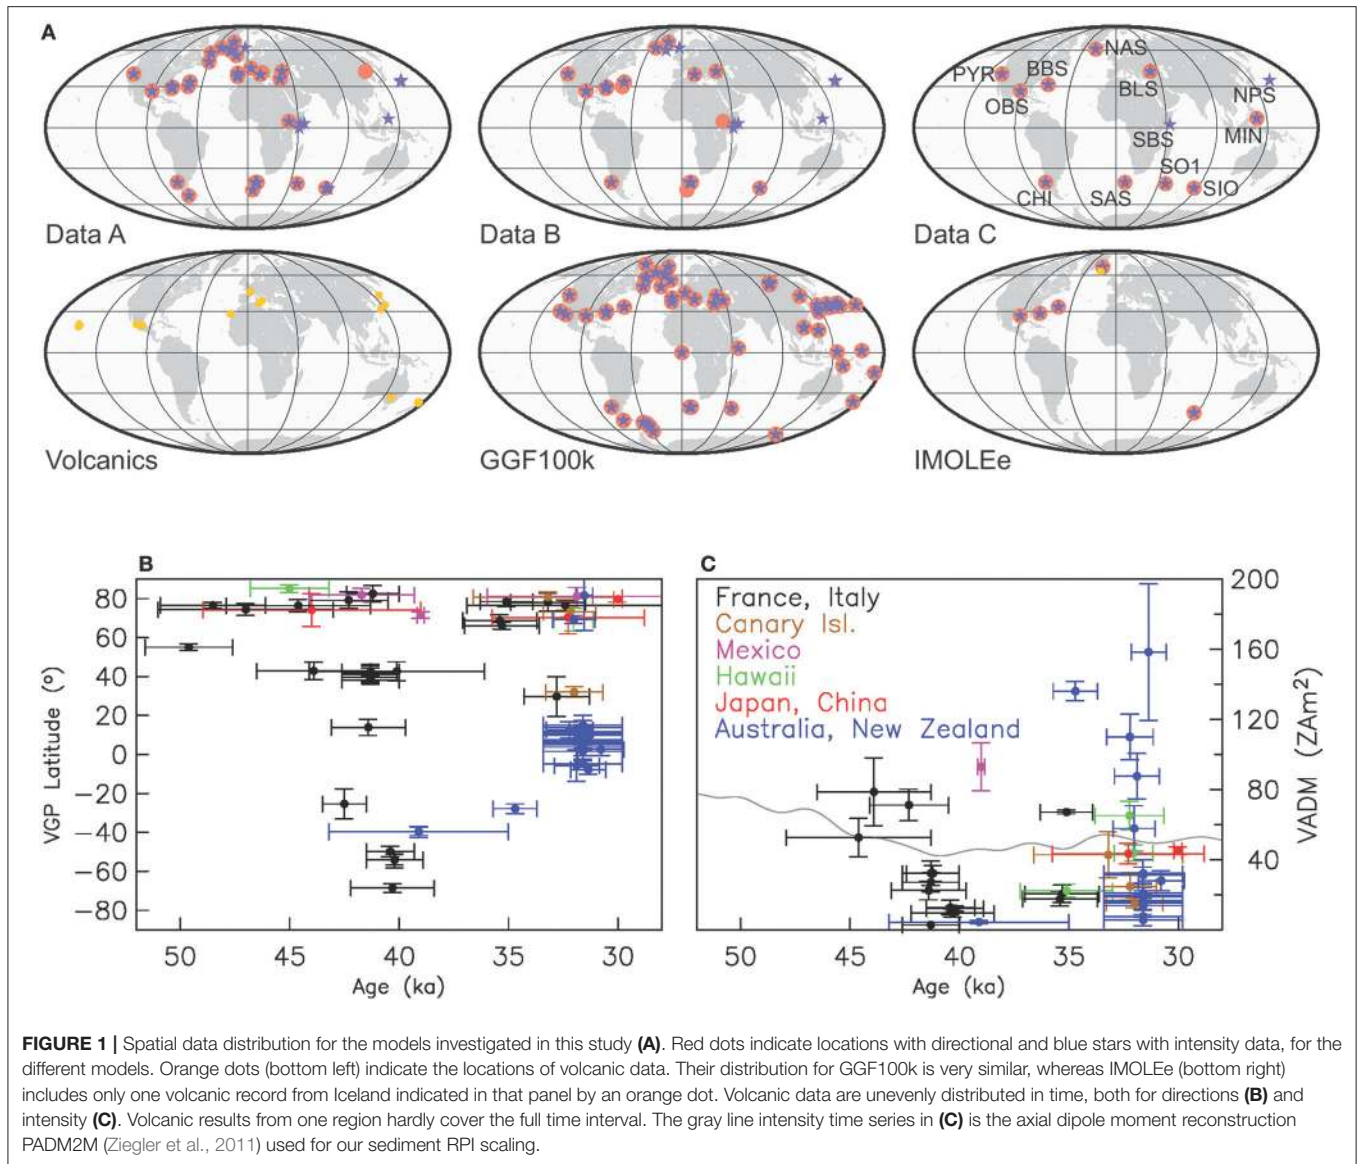 A
NAS
PYR
BBS
OBS
BLS
NPS
SBS
MIN
SO1
CHI
SAS
SIO
Data A
Data B
Data C
Volcanics
GGF100k
IMOLEe
B
C
80
60
40
20
0
−20
−40
−60
−80
VGP Latitude (°)
50
45
40
35
30
Age (ka)
France, Italy
Canary Isl.
Mexico
Hawaii
Japan, China
Australia, New Zealand
200
160
120
80
40
VADM (ZAm²)
50
45
40
35
30
Age (ka)
FIGURE 1 | Spatial data distribution for the models investigated in this study (A). Red dots indicate locations with directional and blue stars with intensity data, for the
different models. Orange dots (bottom left) indicate the locations of volcanic data. Their distribution for GGF100k is very similar, whereas IMOLEe (bottom right)
includes only one volcanic record from Iceland indicated in that panel by an orange dot. Volcanic data are unevenly distributed in time, both for directions (B) and
intensity (C). Volcanic results from one region hardly cover the full time interval. The gray line intensity time series in (C) is the axial dipole moment reconstruction
PADM2M (Ziegler et al., 2011) used for our sediment RPI scaling.